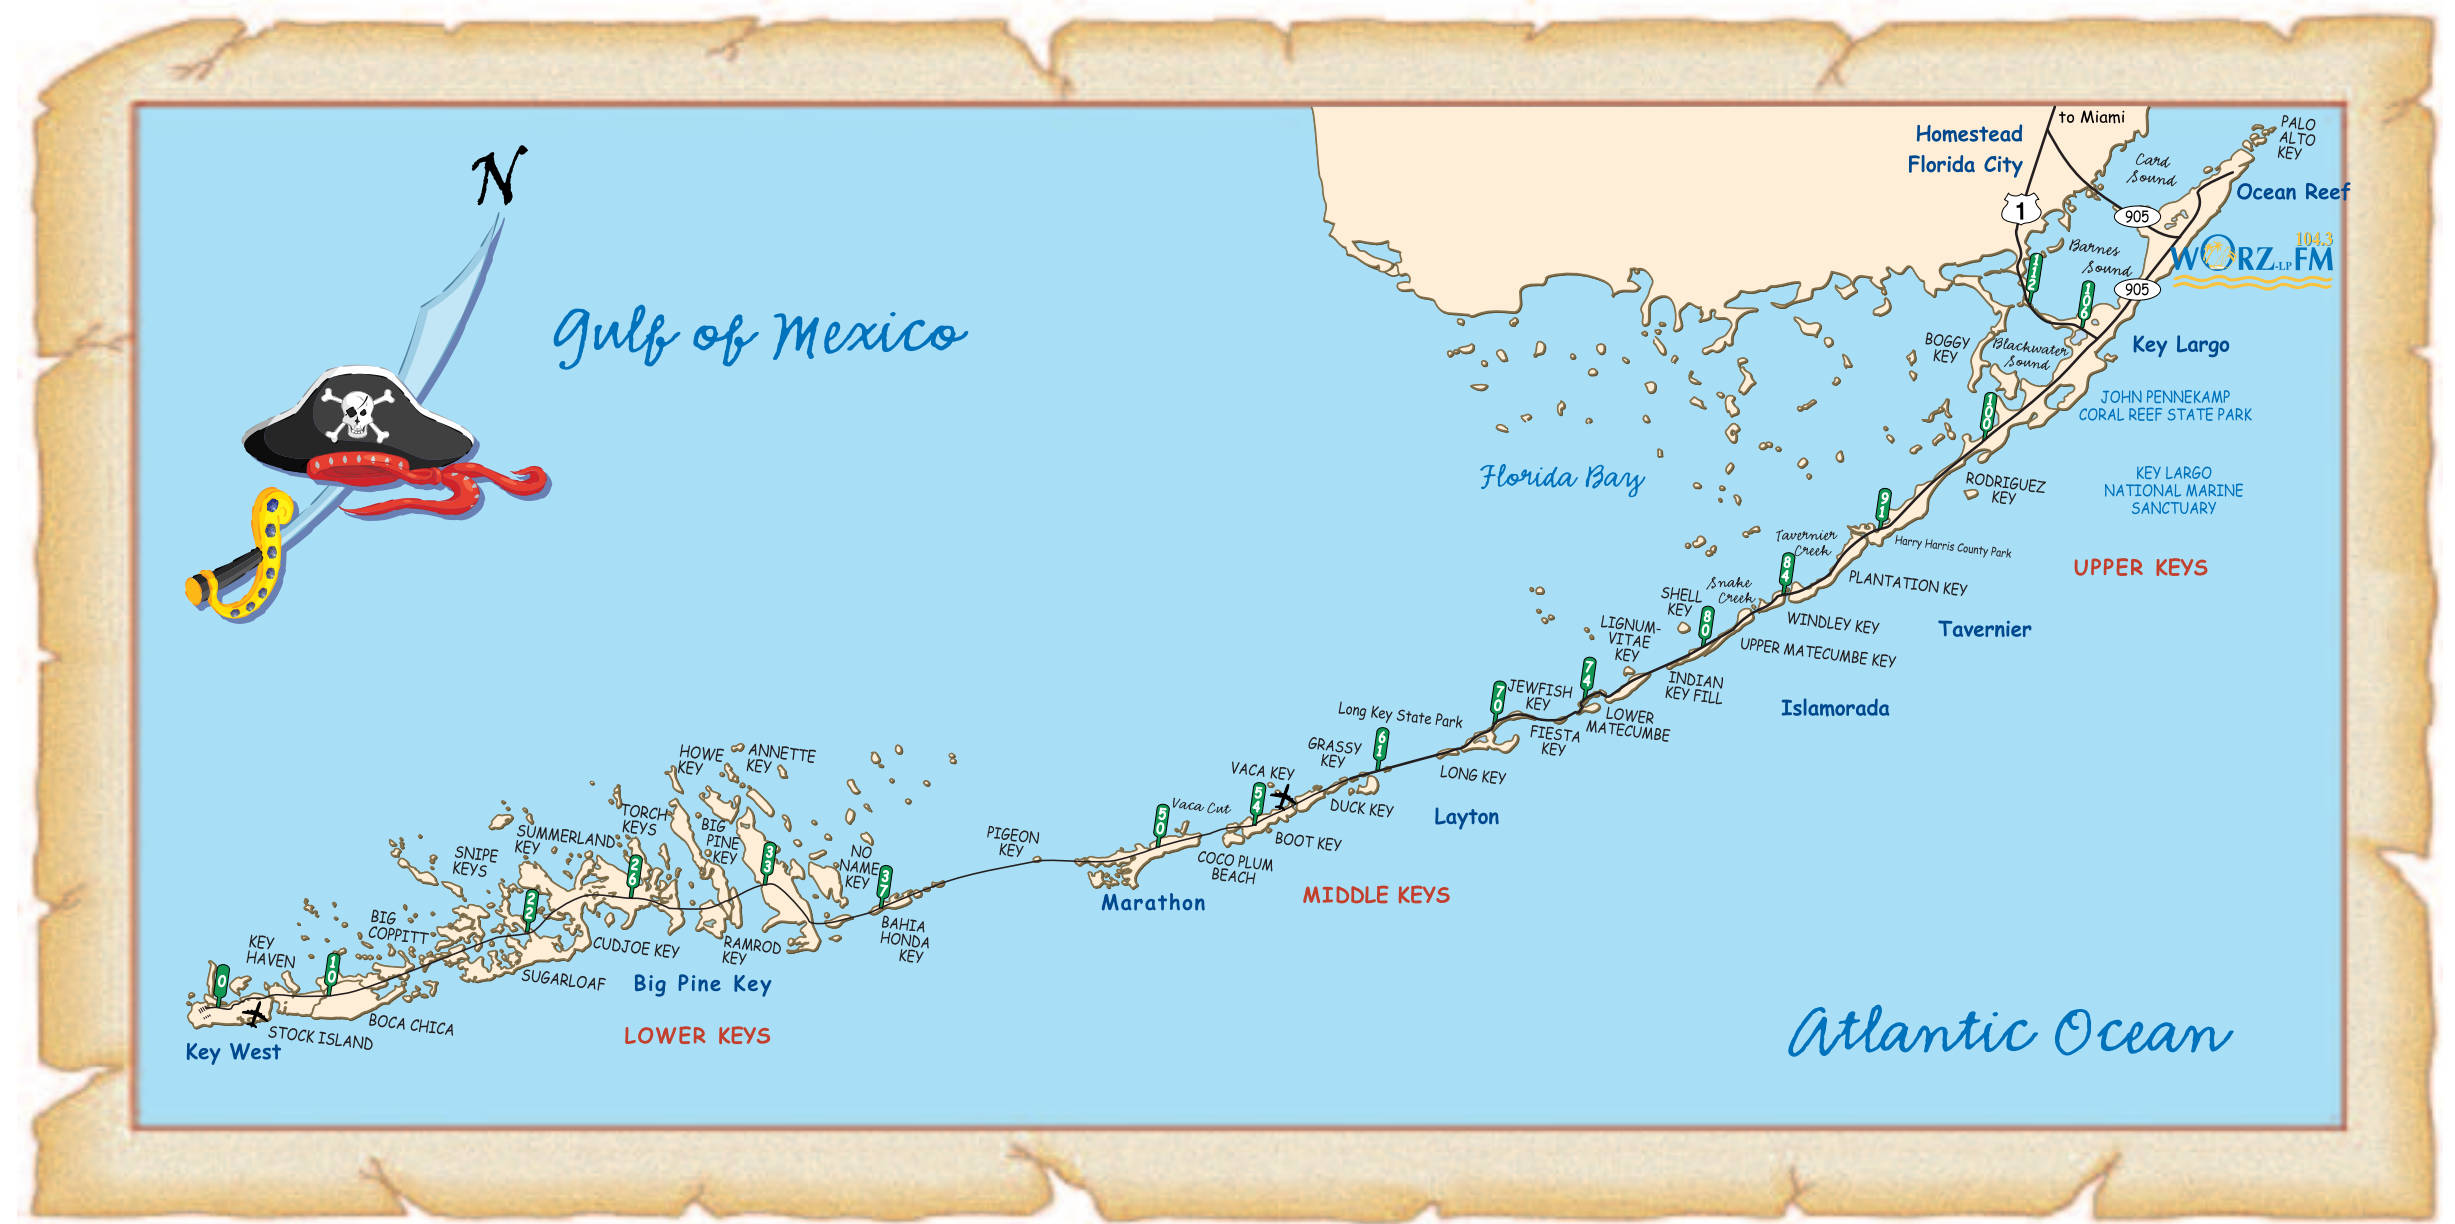 to Miami
Homestead
Florida City
1
Card
Sound
905
PALO
ALTO
KEY
Ocean Reef
WORZ-LP FM
104.3
N
Gulf of Mexico
Barnes
Sound
905
112
106
BOGGY
KEY
Blackwater
Sound
Key Largo
JOHN PENNEKAMP
CORAL REEF STATE PARK
100
Florida Bay
RODRIGUEZ
KEY
KEY LARGO
NATIONAL MARINE
SANCTUARY
91
Tavernier
Creek
Harry Harris County Park
UPPER KEYS
84
PLANTATION KEY
Snake
Creek
SHELL
KEY
80
WINDLEY KEY
Tavernier
LIGNUM-
VITAE
KEY
UPPER MATECUMBE KEY
74
INDIAN
KEY FILL
Islamorada
70
JEWFISH
KEY
LOWER
MATECUMBE
Long Key State Park
FIESTA
KEY
61
GRASSY
KEY
LONG KEY
VACA KEY
54
DUCK KEY
Layton
50
Vaca Cut
BOOT KEY
COCO PLUM
BEACH
MIDDLE KEYS
Marathon
PIGEON
KEY
HOWE
KEY
ANNETTE
KEY
TORCH
KEYS
BIG
PINE
KEY
33
NO
NAME
KEY
37
SUMMERLAND
KEY
26
SNIPE
KEYS
22
BAHIA
HONDA
KEY
BIG
COPPITT
CUDJOE KEY
RAMROD
KEY
KEY
HAVEN
10
0
SUGARLOAF
Big Pine Key
BOCA CHICA
STOCK ISLAND
Key West
LOWER KEYS
Atlantic Ocean